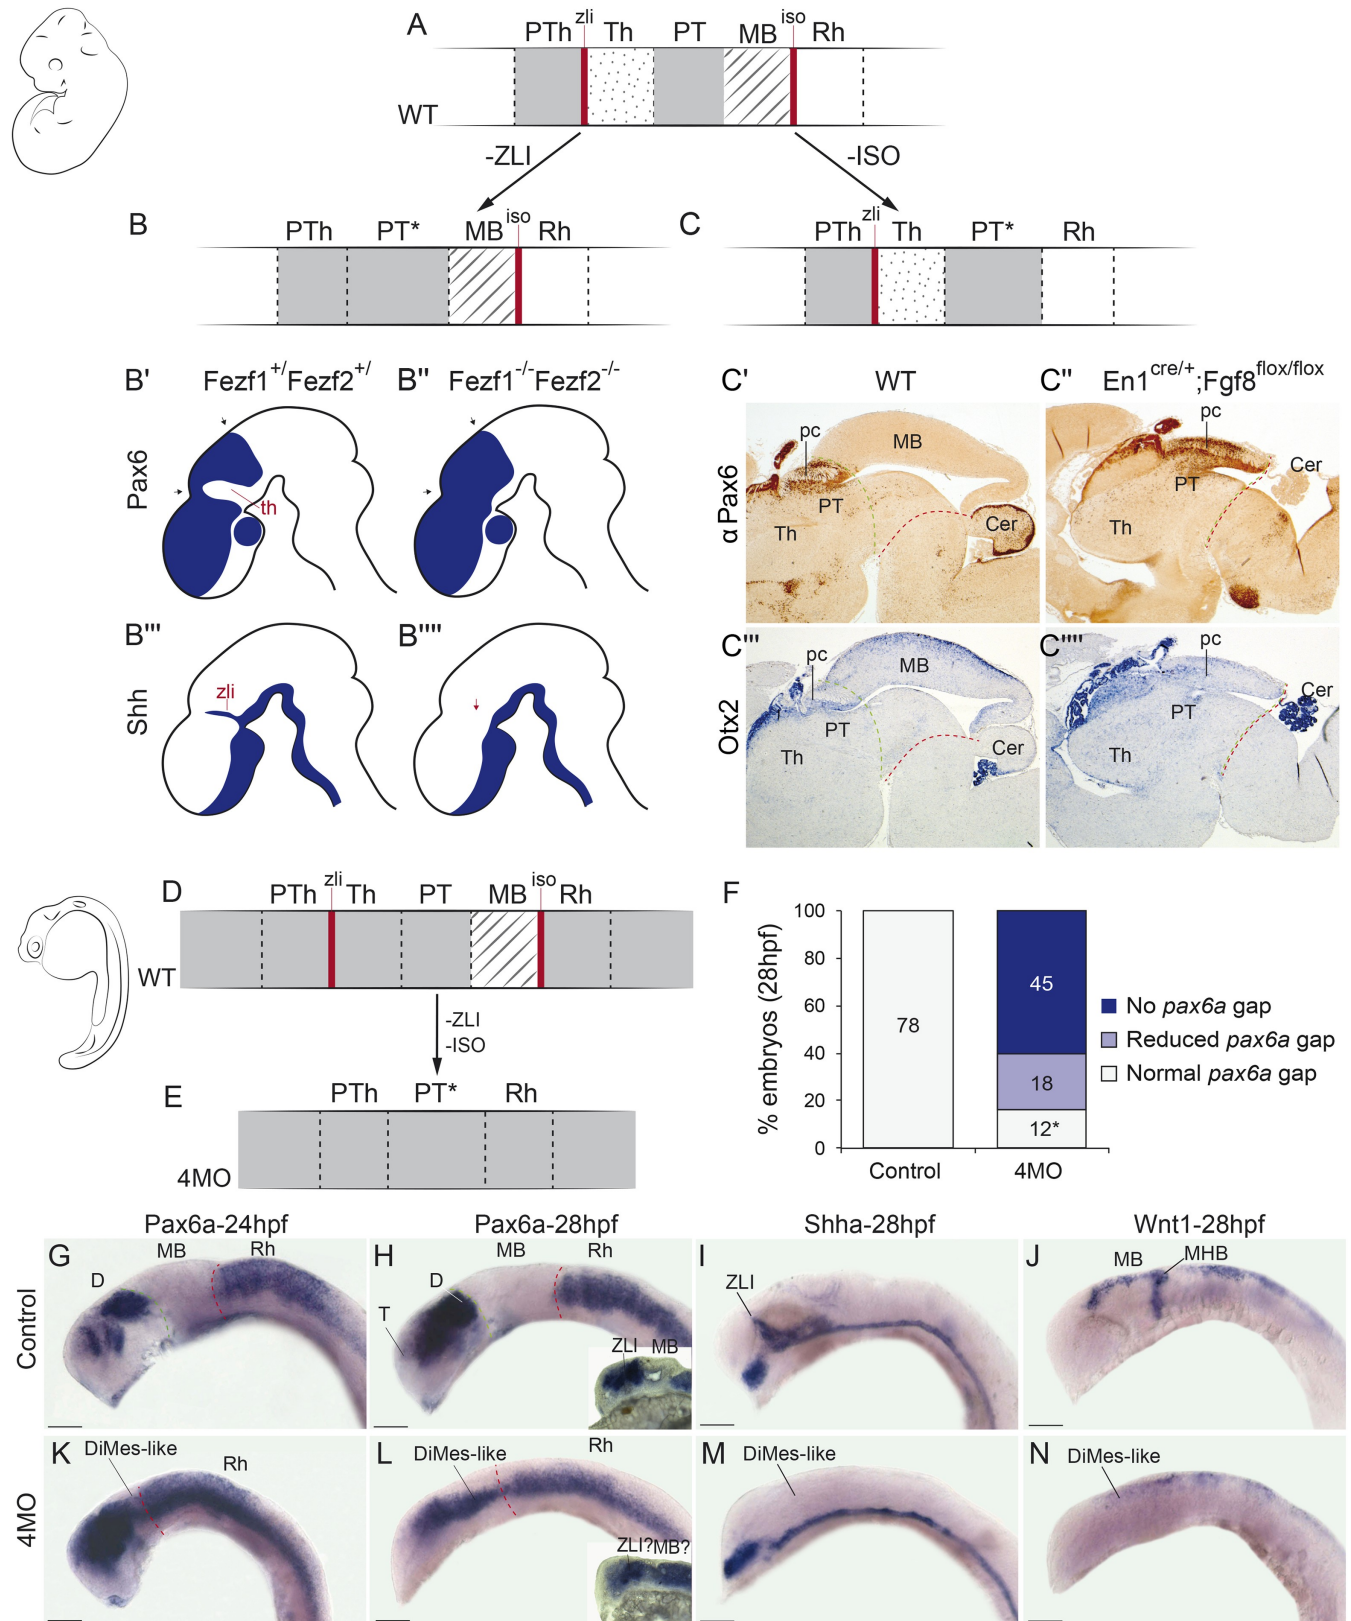 A
PTh zli Th PT MB iso Rh
WT
-ZLI -ISO
B
PTh PT* MB iso Rh
C
PTh zli Th PT* Rh
B' Fezf1+/Fezf2+/ B'' Fezf1-/-Fezf2-/-
Pax6
th
B''' B''''
Shh
zli
C' WT C'' En1cre/+;Fgf8flox/flox
αPax6
pc MB PT Th Cer
pc Cer PT Th
C''' C''''
Otx2
pc MB PT Th Cer
pc Cer PT Th
D
PTh zli Th PT MB iso Rh
WT
-ZLI
-ISO
E
PTh PT* Rh
4MO
F
% embryos (28hpf)
100
80
60
40
20
0
78
45
18
12*
Control 4MO
No pax6a gap
Reduced pax6a gap
Normal pax6a gap
Pax6a-24hpf Pax6a-28hpf Shha-28hpf Wnt1-28hpf
Control
G MB Rh D
H MB Rh D T
ZLI MB
I ZLI
J MB MHB
4MO
K DiMes-like Rh
L DiMes-like Rh
ZLI? MB?
M DiMes-like
N DiMes-like